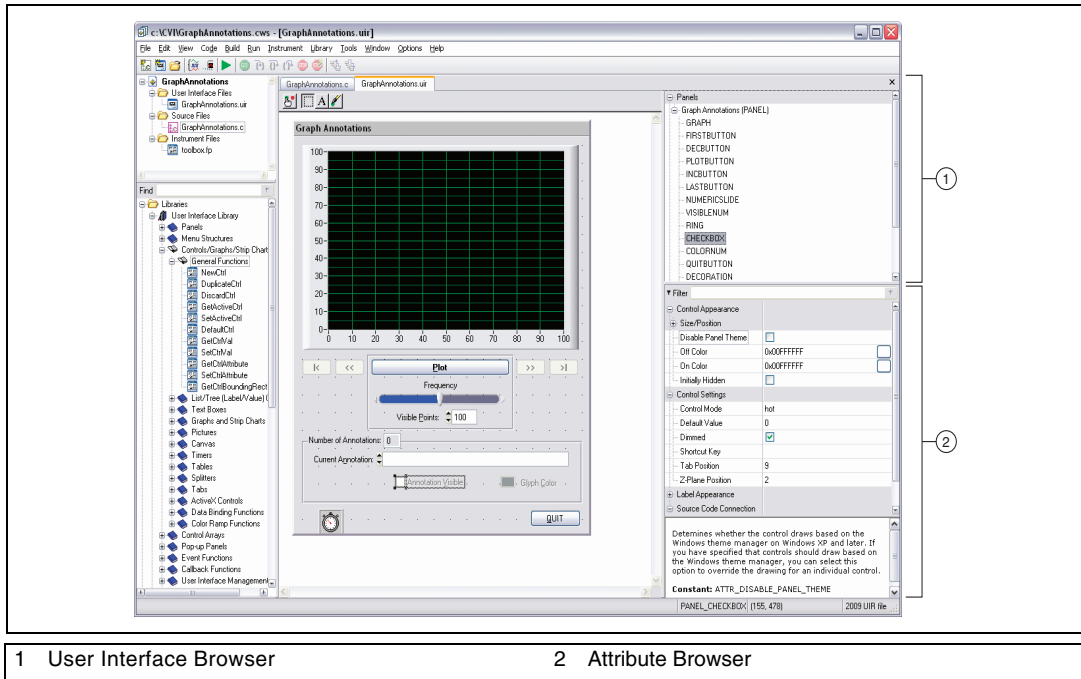 c:\CVI\GraphAnnotations.cws - [GraphAnnotations.uir]
File Edit View Code Build Run Instrument Library Tools Window Options Help
GraphAnnotations
User Interface Files
GraphAnnotations.uir
Source Files
GraphAnnotations.c
Instrument Files
toolbox.fp
Find
Libraries
User Interface Library
Panels
Menu Structures
Controls/Graphs/Strip Chart
General Functions
NewCtrl
DuplicateCtrl
DiscardCtrl
GetActiveCtrl
SetActiveCtrl
DefaultCtrl
GetCtrlVal
SetCtrlVal
GetCtrlAttribute
SetCtrlAttribute
GetCtrlBoundingRect
List/Tree (Label/Value) (
Text Boxes
Graphs and Strip Charts
Pictures
Canvas
Timers
Tables
Splitters
Tabs
ActiveX Controls
Data Binding Functions
Color Ramp Functions
Control Arrays
Pop-up Panels
Event Functions
Callback Functions
User Interface Management
GraphAnnotations.c GraphAnnotations.uir
A
Graph Annotations
100
90
80
70
60
50
40
30
20
10
0
0 10 20 30 40 50 60 70 80 90 100
K << Plot >> >|
Frequency
Visible Points: 100
Number of Annotations: 0
Current Annotation:
Annotation Visible Glyph Color
QUIT
Panels
Graph Annotations (PANEL)
GRAPH
FIRSTBUTTON
DECBUTTON
PLOTBUTTON
INCBUTTON
LASTBUTTON
NUMERICSLIDE
VISIBLENUM
RING
CHECKBOX
COLORNUM
QUITBUTTON
DECORATION
Filter
Control Appearance
Size/Position
Disable Panel Theme
Off Color 0x00FFFFFF
On Color 0x00FFFFFF
Initially Hidden
Control Settings
Control Mode hot
Default Value 0
Dimmed
Shortcut Key
Tab Position 9
Z-Plane Position 2
Label Appearance
Source Code Connection
Determines whether the control draws based on the
Windows theme manager on Windows XP and later. If
you have specified that controls should draw based on
the Windows theme manager, you can select this
option to override the drawing for an individual control.
Constant: ATTR_DISABLE_PANEL_THEME
PANEL_CHECKBOX (155, 478) 2009 UIR file
1
2
1 User Interface Browser 2 Attribute Browser